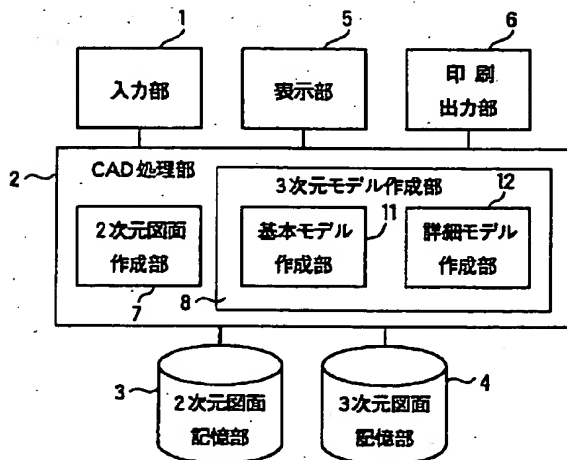 1
5
6
入力部
表示部
印刷
出力部
2
CAD処理部
3次元モデル作成部
12
11
2次元図面
作成部
基本モデル
作成部
詳細モデル
作成部
7
8
3
4
2次元図面
記憶部
3次元図面
記憶部